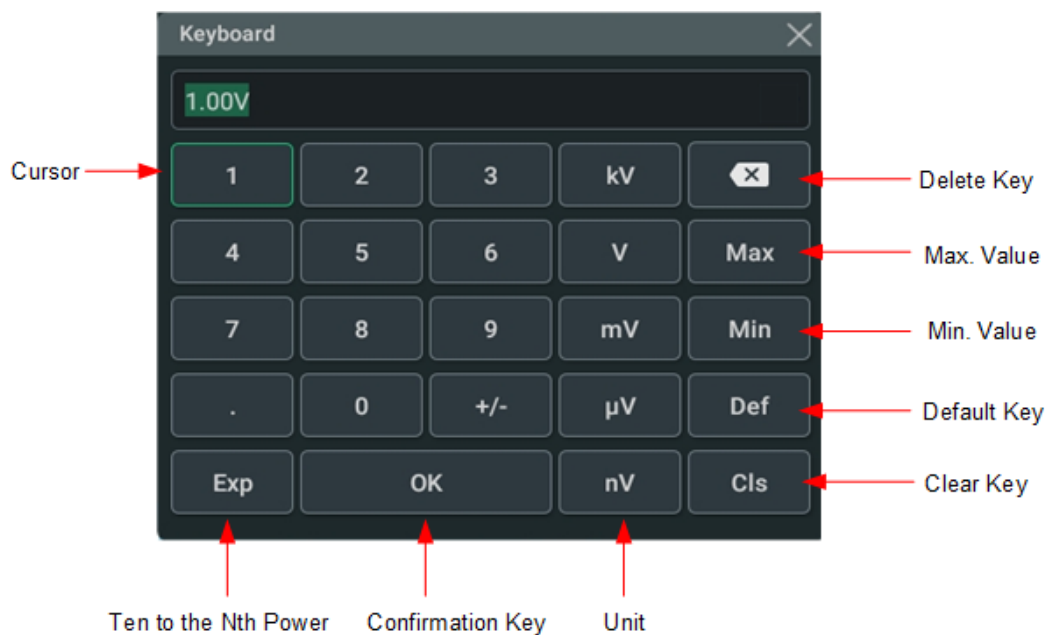 Keyboard
1.00V
Cursor
1 2 3 kV
Delete Key
4 5 6 V Max
Max. Value
7 8 9 mV Min
Min. Value
. 0 +/- µV Def
Default Key
Exp OK nV Cls
Clear Key
Ten to the Nth Power Confirmation Key Unit